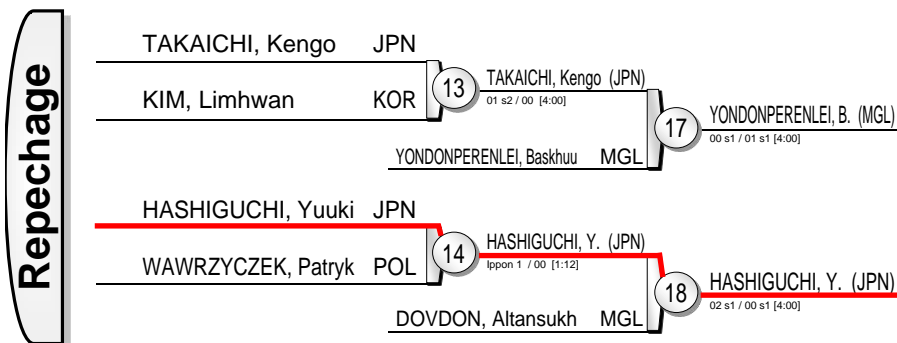 Repechage
TAKAICHI, Kengo JPN
KIM, Limhwan KOR
13
TAKAICHI, Kengo (JPN)
01 s2 / 00 [4:00]
YONDONPERENLEI, Baskhuu MGL
17
YONDONPERENLEI, B. (MGL)
00 s1 / 01 s1 [4:00]
HASHIGUCHI, Yuuki JPN
WAWRZYCZEK, Patryk POL
14
HASHIGUCHI, Y. (JPN)
Ippon 1 / 00 [1:12]
DOVDON, Altansukh MGL
18
HASHIGUCHI, Y. (JPN)
02 s1 / 00 s1 [4:00]